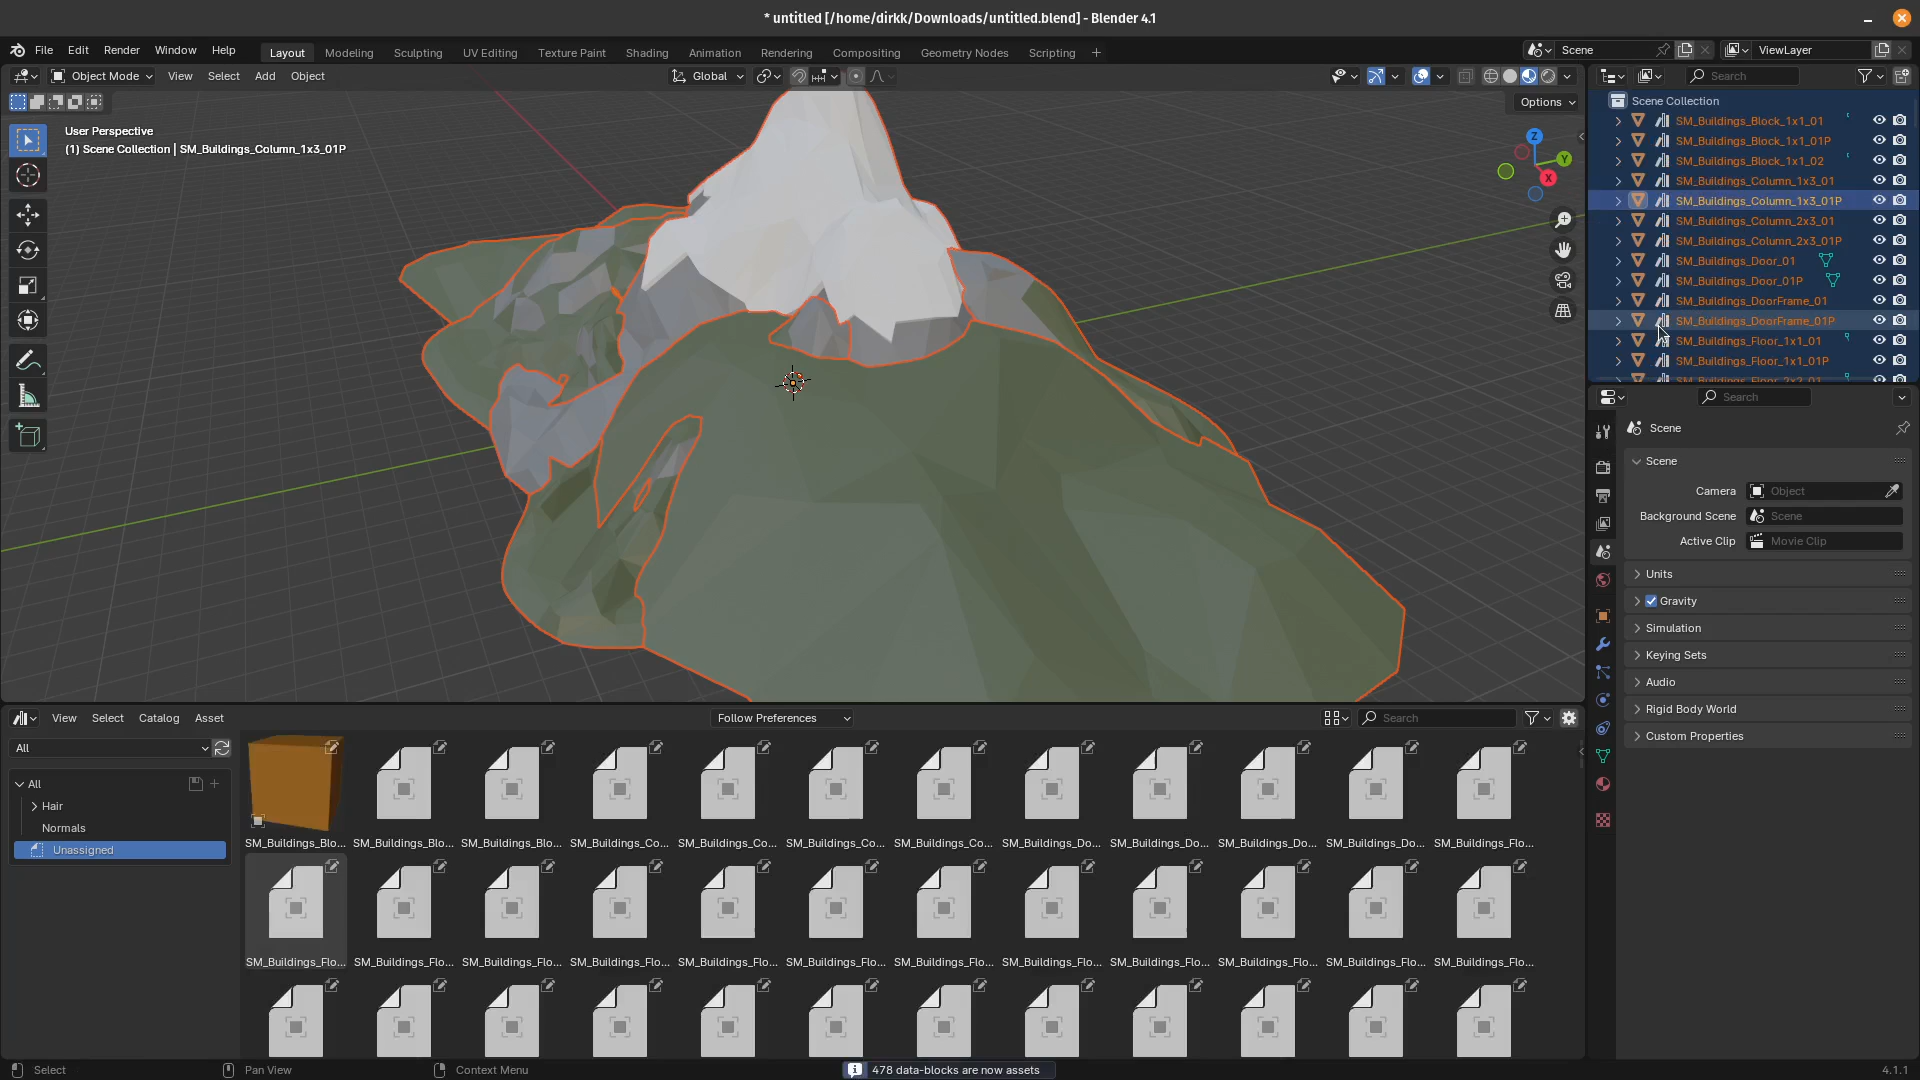 * untitled [/home/dirkk/Downloads/untitled.blend] - Blender 4.1
File Edit Render Window Help Layout Modeling Sculpting UV Editing Texture Paint Shading Animation Rendering Compositing Geometry Nodes Scripting + Scene ViewLayer
Object Mode View Select Add Object Global Search
Options
User Perspective
(1) Scene Collection | SM_Buildings_Column_1x3_01P
Z
Y
X
Scene Collection
SM_Buildings_Block_1x1_01
SM_Buildings_Block_1x1_01P
SM_Buildings_Block_1x1_02
SM_Buildings_Column_1x3_01
SM_Buildings_Column_1x3_01P
SM_Buildings_Column_2x3_01
SM_Buildings_Column_2x3_01P
SM_Buildings_Door_01
SM_Buildings_Door_01P
SM_Buildings_DoorFrame_01
SM_Buildings_DoorFrame_01P
SM_Buildings_Floor_1x1_01
SM_Buildings_Floor_1x1_01P
SM_Buildings_Floor_2x2_01
Search
Scene
Scene
Camera Object
Background Scene Scene
Active Clip Movie Clip
Units
Gravity
Simulation
Keying Sets
Audio
Rigid Body World
Custom Properties
View Select Catalog Asset Follow Preferences Search
All
All
Hair
Normals
Unassigned
SM_Buildings_Blo... SM_Buildings_Blo... SM_Buildings_Blo... SM_Buildings_Co... SM_Buildings_Co... SM_Buildings_Co... SM_Buildings_Co... SM_Buildings_Do... SM_Buildings_Do... SM_Buildings_Do... SM_Buildings_Do... SM_Buildings_Flo...
SM_Buildings_Flo... SM_Buildings_Flo... SM_Buildings_Flo... SM_Buildings_Flo... SM_Buildings_Flo... SM_Buildings_Flo... SM_Buildings_Flo... SM_Buildings_Flo... SM_Buildings_Flo... SM_Buildings_Flo... SM_Buildings_Flo... SM_Buildings_Flo...
Select Pan View Context Menu 478 data-blocks are now assets 4.1.1